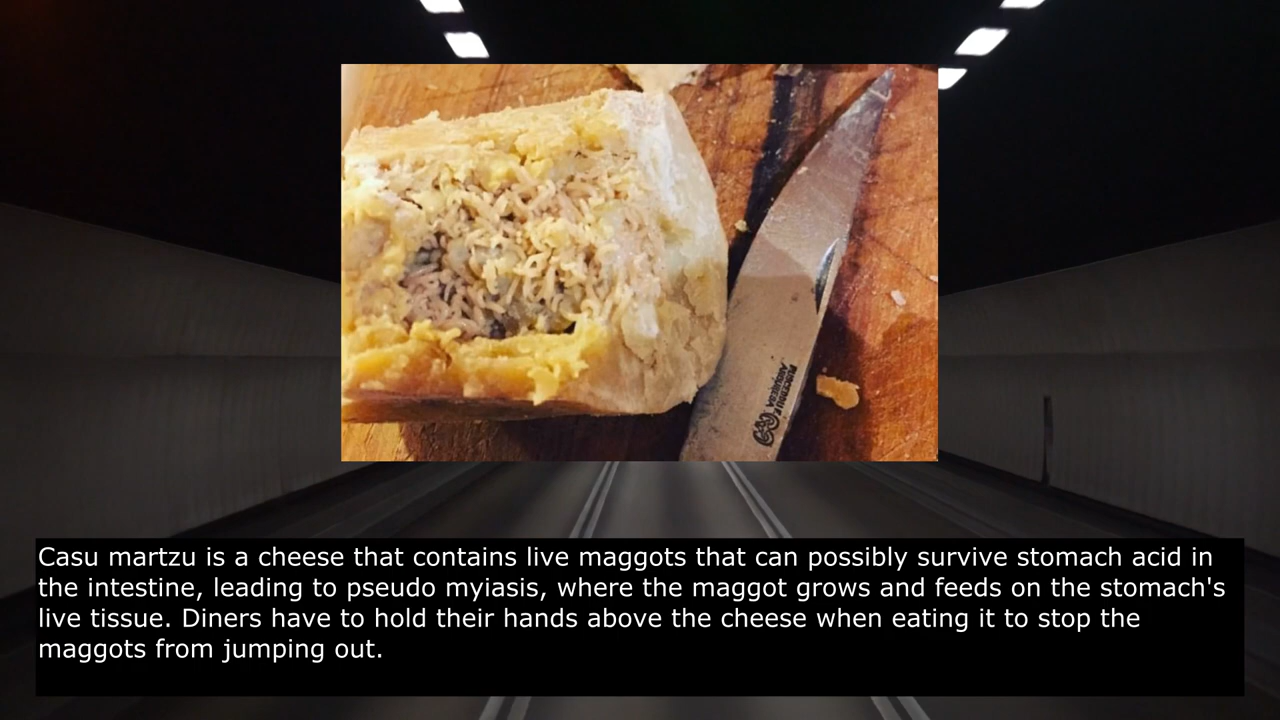 Casu martzu is a cheese that contains live maggots that can possibly survive stomach acid in
the intestine, leading to pseudo myiasis, where the maggot grows and feeds on the stomach's
live tissue. Diners have to hold their hands above the cheese when eating it to stop the
maggots from jumping out.